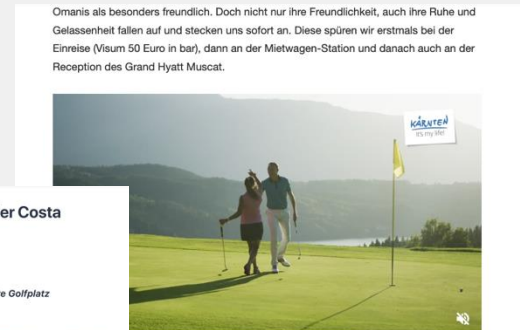 Omanis als besonders freundlich. Doch nicht nur ihre Freundlichkeit, auch ihre Ruhe und
Gelassenheit fallen auf und stecken uns sofort an. Diese spüren wir erstmals bei der
Einreise (Visum 50 Euro in bar), dann an der Mietwagen-Station und danach auch an der
Reception des Grand Hyatt Muscat.
KÄRNTEN
It's my life!
er Costa
e Golfplatz